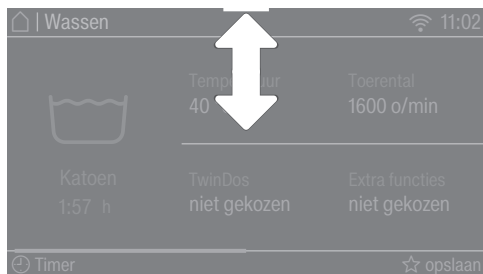 | Wassen
11:02
Toerental
40
1600 o/min
Katoen
1:57 h
TwinDos
niet gekozen
Extra functies
niet gekozen
Timer
opslaan